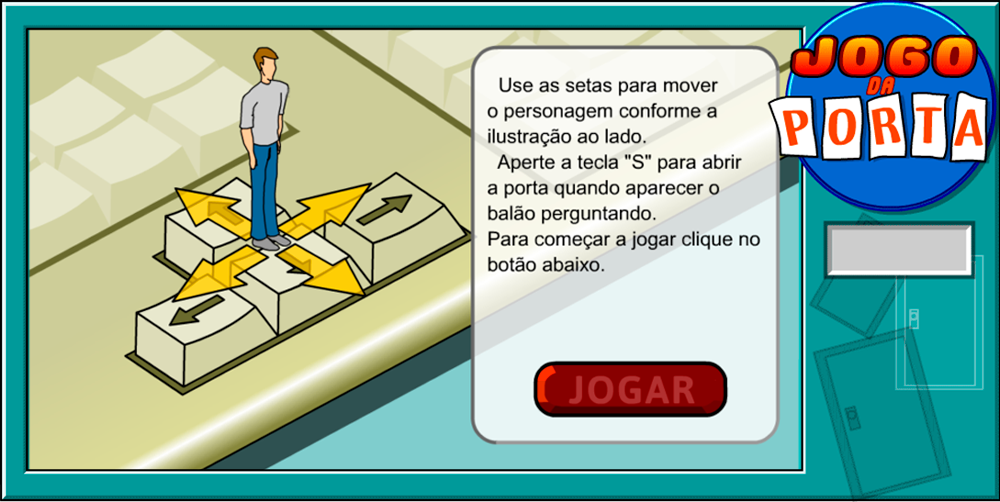 JOGO
DA
PORTA
Use as setas para mover
o personagem conforme a
ilustração ao lado.
Aperte a tecla "S" para abrir
a porta quando aparecer o
balão perguntando.
Para começar a jogar clique no
botão abaixo.
JOGAR